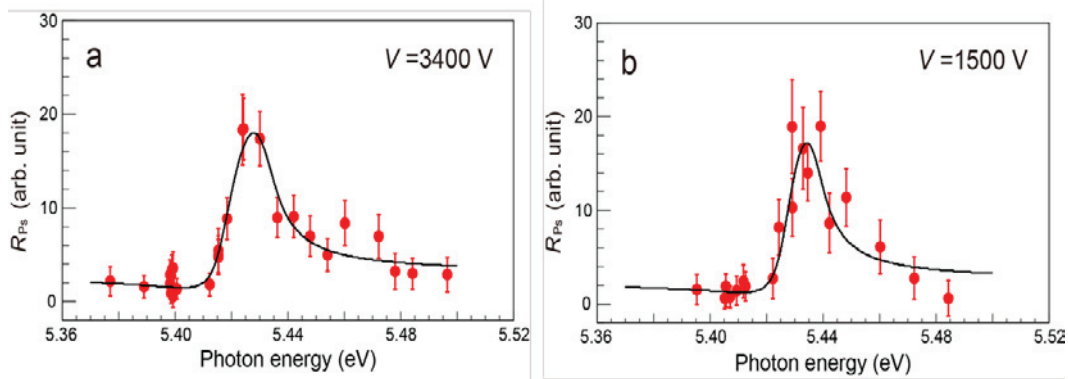 a
V =3400 V
30
20
10
0
R_Ps (arb. unit)
5.36
5.40
5.44
5.48
5.52
Photon energy (eV)
b
V =1500 V
30
20
10
0
R_Ps (arb. unit)
5.36
5.40
5.44
5.48
5.52
Photon energy (eV)